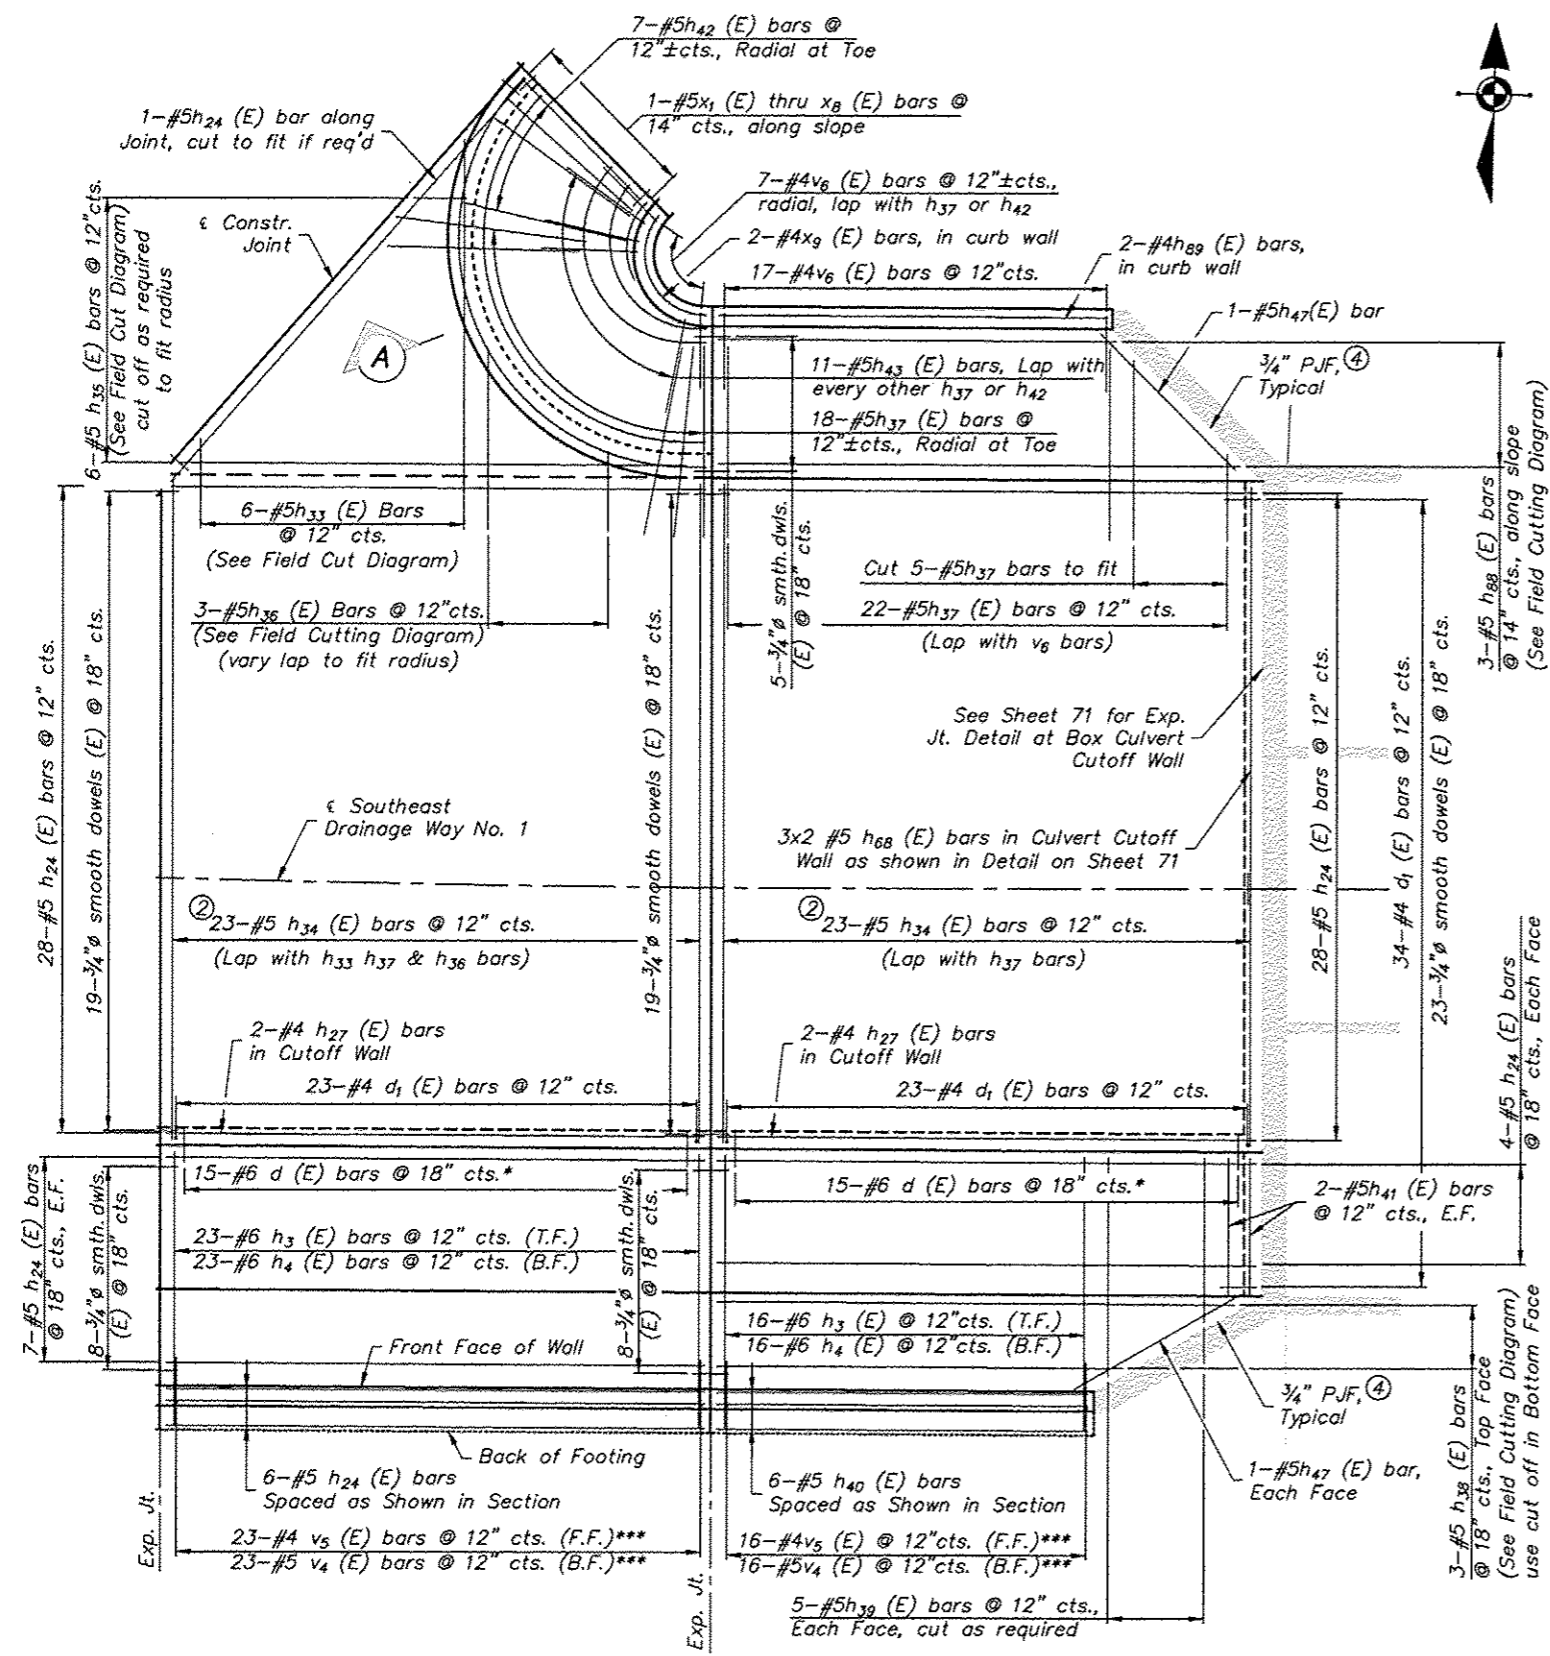 7-#5h42 (E) bars @
12"±cts., Radial at Toe
1-#5x1 (E) thru x8 (E) bars @
14" cts., along slope
1-#5h24 (E) bar along
Joint, cut to fit if req'd
7-#4v6 (E) bars @ 12"±cts.,
radial, lap with h37 or h42
2-#4x9 (E) bars, in curb wall
17-#4v6 (E) bars @ 12"cts.
2-#4h89 (E) bars,
in curb wall
1-#5h47(E) bar
3/4" PJF, ④
Typical
℄ Constr.
Joint
6-#5 h35 (E) bars @ 12"cts.
(See Field Cut Diagram)
cut off as required
to fit radius
A
11-#5h43 (E) bars, Lap with
every other h37 or h42
18-#5h37 (E) bars @
12"±cts., Radial at Toe
6-#5h33 (E) Bars
@ 12" cts.
(See Field Cut Diagram)
3-#5h36 (E) Bars @ 12"cts.
(See Field Cutting Diagram)
(vary lap to fit radius)
5-3/4"ø smth.dwls.
(E) @ 18" cts.
Cut 5-#5h37 bars to fit
22-#5h37 (E) bars @ 12" cts.
(Lap with v6 bars)
3-#5 h88 (E) bars
@ 14" cts., along slope
(See Field Cutting Diagram)
28-#5 h24 (E) bars @ 12" cts.
19-3/4"ø smooth dowels (E) @ 18" cts.
19-3/4"ø smooth dowels (E) @ 18" cts.
See Sheet 71 for Exp.
Jt. Detail at Box Culvert
Cutoff Wall
28-#5 h24 (E) bars @ 12" cts.
34-#4 d1 (E) bars @ 12" cts.
23-3/4"ø smooth dowels (E) @ 18" cts.
℄ Southeast
Drainage Way No. 1
3x2 #5 h68 (E) bars in Culvert Cutoff
Wall as shown in Detail on Sheet 71
② 23-#5 h34 (E) bars @ 12" cts.
(Lap with h33 h37 & h36 bars)
② 23-#5 h34 (E) bars @ 12" cts.
(Lap with h37 bars)
4-#5 h24 (E) bars
@ 18" cts., Each Face
2-#4 h27 (E) bars
in Cutoff Wall
2-#4 h27 (E) bars
in Cutoff Wall
23-#4 d1 (E) bars @ 12" cts.
23-#4 d1 (E) bars @ 12" cts.
7-#5 h24 (E) bars
@ 18" cts., E.F.
8-3/4"ø smth.dwls.
(E) @ 18" cts.
15-#6 d (E) bars @ 18" cts.*
15-#6 d (E) bars @ 18" cts.*
2-#5h41 (E) bars
@ 12" cts., E.F.
23-#6 h3 (E) bars @ 12" cts. (T.F.)
23-#6 h4 (E) bars @ 12" cts. (B.F.)
8-3/4"ø smth.dwls.
(E) @ 18" cts.
16-#6 h3 (E) @ 12"cts. (T.F.)
16-#6 h4 (E) @ 12"cts. (B.F.)
Front Face of Wall
3/4" PJF, ④
Typical
Back of Footing
6-#5 h24 (E) bars
Spaced as Shown in Section
6-#5 h40 (E) bars
Spaced as Shown in Section
1-#5h47 (E) bar,
Each Face
3-#5 h38 (E) bars
@ 18" cts., Top Face
(See Field Cutting Diagram)
use cut off in Bottom Face
Exp. Jt.
23-#4 v5 (E) bars @ 12" cts. (F.F.)***
23-#5 v4 (E) bars @ 12" cts. (B.F.)***
16-#4v5 (E) @ 12"cts. (F.F.)***
16-#5v4 (E) @ 12"cts. (B.F.)***
Exp. Jt.
5-#5h39 (E) bars @ 12" cts.,
Each Face, cut as required